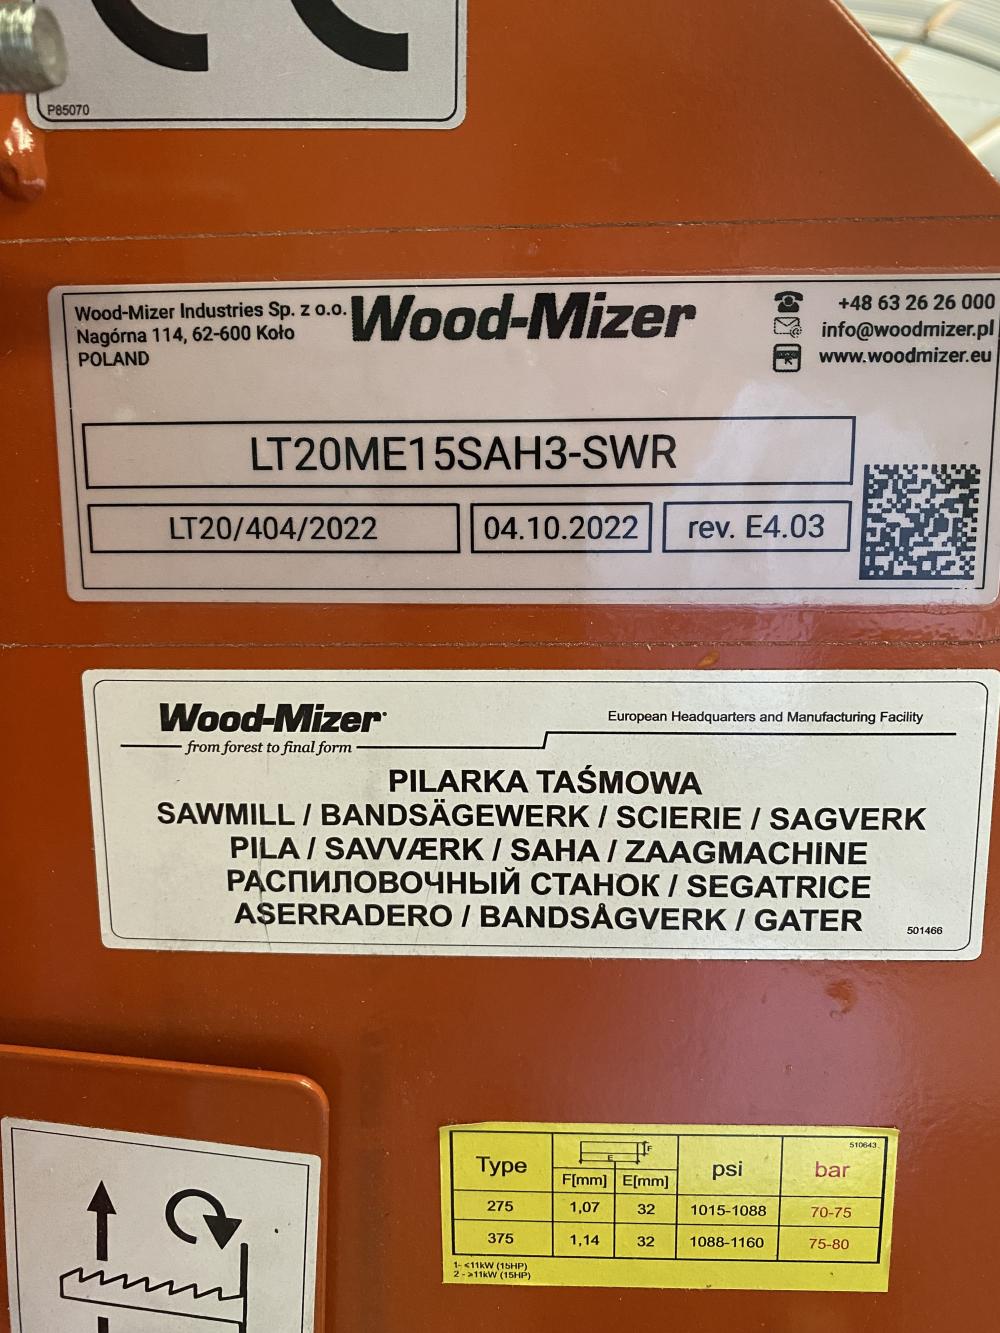 P85070
Wood-Mizer Industries Sp. z o.o.
Nagórna 114, 62-600 Koło
POLAND
Wood-Mizer
+48 63 26 26 000
info@woodmizer.pl
www.woodmizer.eu
LT20ME15SAH3-SWR
LT20/404/2022 04.10.2022 rev. E4.03
Wood-Mizer
from forest to final form
European Headquarters and Manufacturing Facility
PILARKA TAŚMOWA
SAWMILL / BANDSÄGEWERK / SCIERIE / SAGVERK
PILA / SAVVÆRK / SAHA / ZAAGMACHINE
РАСПИЛОВОЧНЫЙ СТАНОК / SEGATRICE
ASERRADERO / BANDSÅGVERK / GATER
501466
510643
Type F[mm] E[mm] psi bar
F
E
275 1,07 32 1015-1088 70-75
375 1,14 32 1088-1160 75-80
1- <11kW (15HP)
2 - >11kW (15HP)